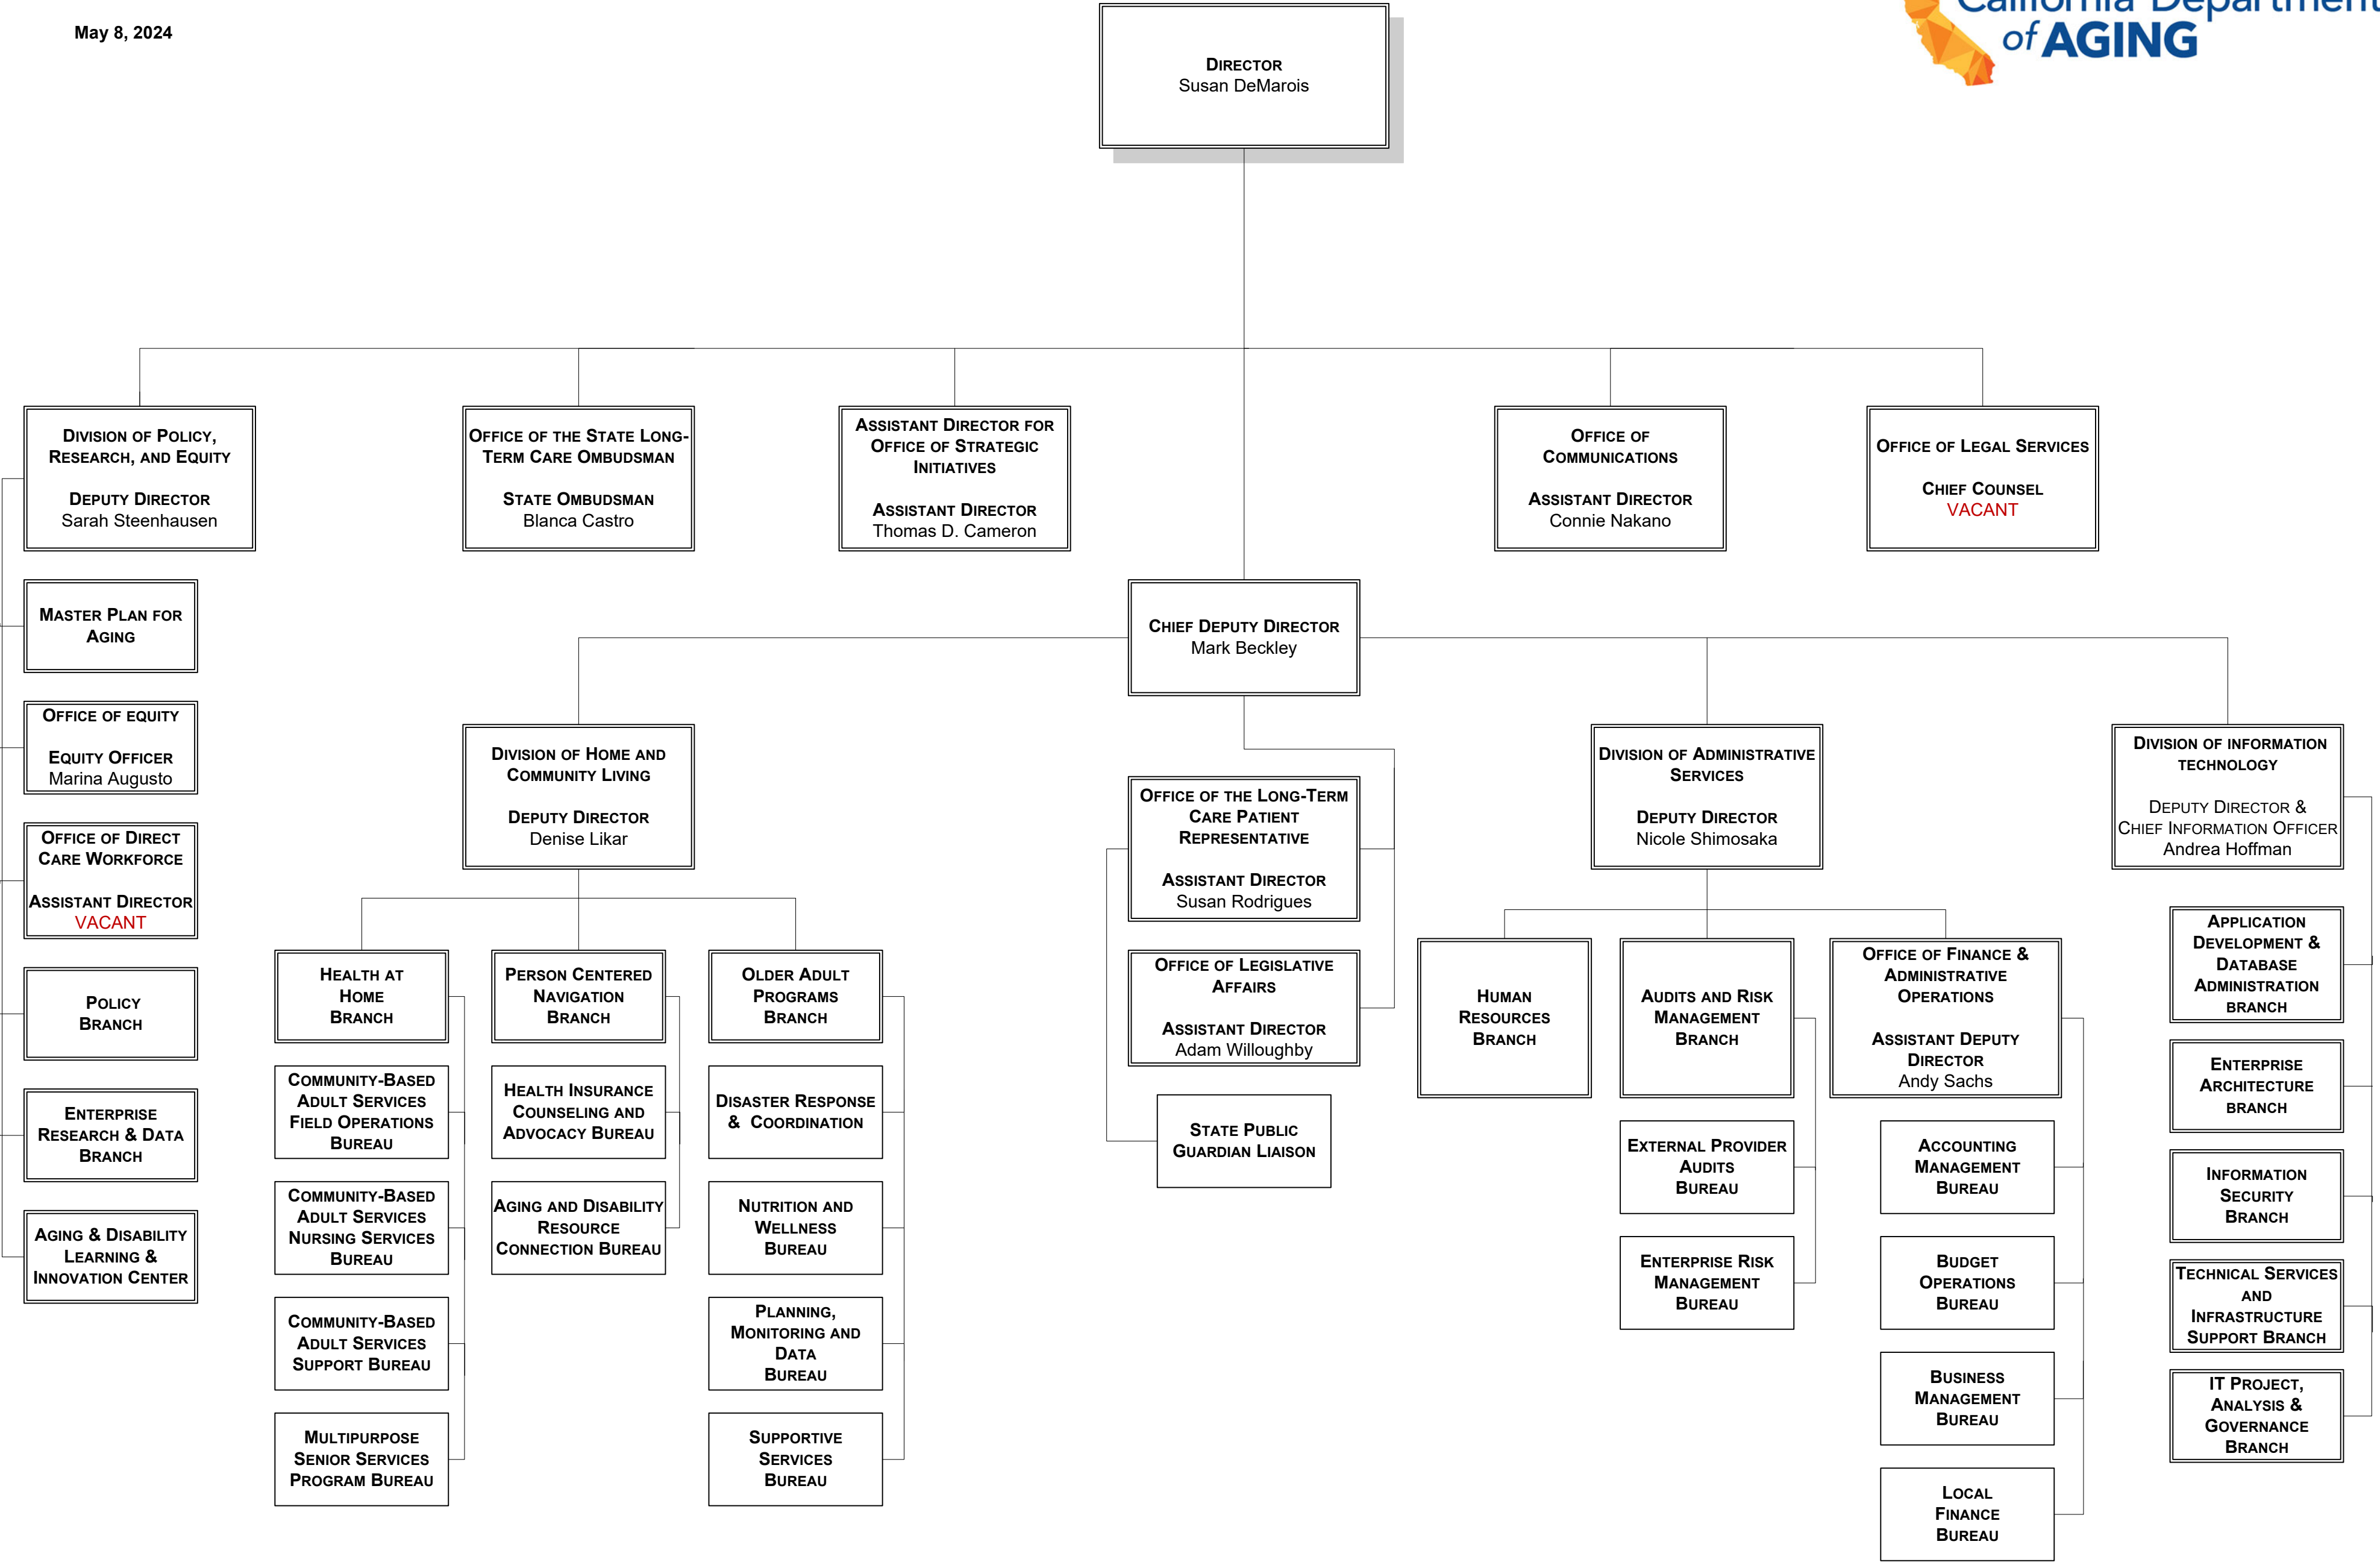 May 8, 2024
California Department
of AGING
DIRECTOR
Susan DeMarois
DIVISION OF POLICY,
RESEARCH, AND EQUITY
DEPUTY DIRECTOR
Sarah Steenhausen
OFFICE OF THE STATE LONG-
TERM CARE OMBUDSMAN
STATE OMBUDSMAN
Blanca Castro
ASSISTANT DIRECTOR FOR
OFFICE OF STRATEGIC
INITIATIVES
ASSISTANT DIRECTOR
Thomas D. Cameron
OFFICE OF
COMMUNICATIONS
ASSISTANT DIRECTOR
Connie Nakano
OFFICE OF LEGAL SERVICES
CHIEF COUNSEL
VACANT
MASTER PLAN FOR
AGING
OFFICE OF EQUITY
EQUITY OFFICER
Marina Augusto
OFFICE OF DIRECT
CARE WORKFORCE
ASSISTANT DIRECTOR
VACANT
POLICY
BRANCH
ENTERPRISE
RESEARCH & DATA
BRANCH
AGING & DISABILITY
LEARNING &
INNOVATION CENTER
CHIEF DEPUTY DIRECTOR
Mark Beckley
DIVISION OF HOME AND
COMMUNITY LIVING
DEPUTY DIRECTOR
Denise Likar
HEALTH AT
HOME
BRANCH
COMMUNITY-BASED
ADULT SERVICES
FIELD OPERATIONS
BUREAU
COMMUNITY-BASED
ADULT SERVICES
NURSING SERVICES
BUREAU
COMMUNITY-BASED
ADULT SERVICES
SUPPORT BUREAU
MULTIPURPOSE
SENIOR SERVICES
PROGRAM BUREAU
PERSON CENTERED
NAVIGATION
BRANCH
HEALTH INSURANCE
COUNSELING AND
ADVOCACY BUREAU
AGING AND DISABILITY
RESOURCE
CONNECTION BUREAU
OLDER ADULT
PROGRAMS
BRANCH
DISASTER RESPONSE
& COORDINATION
NUTRITION AND
WELLNESS
BUREAU
PLANNING,
MONITORING AND
DATA
BUREAU
SUPPORTIVE
SERVICES
BUREAU
OFFICE OF THE LONG-TERM
CARE PATIENT
REPRESENTATIVE
ASSISTANT DIRECTOR
Susan Rodrigues
OFFICE OF LEGISLATIVE
AFFAIRS
ASSISTANT DIRECTOR
Adam Willoughby
STATE PUBLIC
GUARDIAN LIAISON
DIVISION OF ADMINISTRATIVE
SERVICES
DEPUTY DIRECTOR
Nicole Shimosaka
HUMAN
RESOURCES
BRANCH
AUDITS AND RISK
MANAGEMENT
BRANCH
EXTERNAL PROVIDER
AUDITS
BUREAU
ENTERPRISE RISK
MANAGEMENT
BUREAU
OFFICE OF FINANCE &
ADMINISTRATIVE
OPERATIONS
ASSISTANT DEPUTY
DIRECTOR
Andy Sachs
ACCOUNTING
MANAGEMENT
BUREAU
BUDGET
OPERATIONS
BUREAU
BUSINESS
MANAGEMENT
BUREAU
LOCAL
FINANCE
BUREAU
DIVISION OF INFORMATION
TECHNOLOGY
DEPUTY DIRECTOR &
CHIEF INFORMATION OFFICER
Andrea Hoffman
APPLICATION
DEVELOPMENT &
DATABASE
ADMINISTRATION
BRANCH
ENTERPRISE
ARCHITECTURE
BRANCH
INFORMATION
SECURITY
BRANCH
TECHNICAL SERVICES
AND
INFRASTRUCTURE
SUPPORT BRANCH
IT PROJECT,
ANALYSIS &
GOVERNANCE
BRANCH